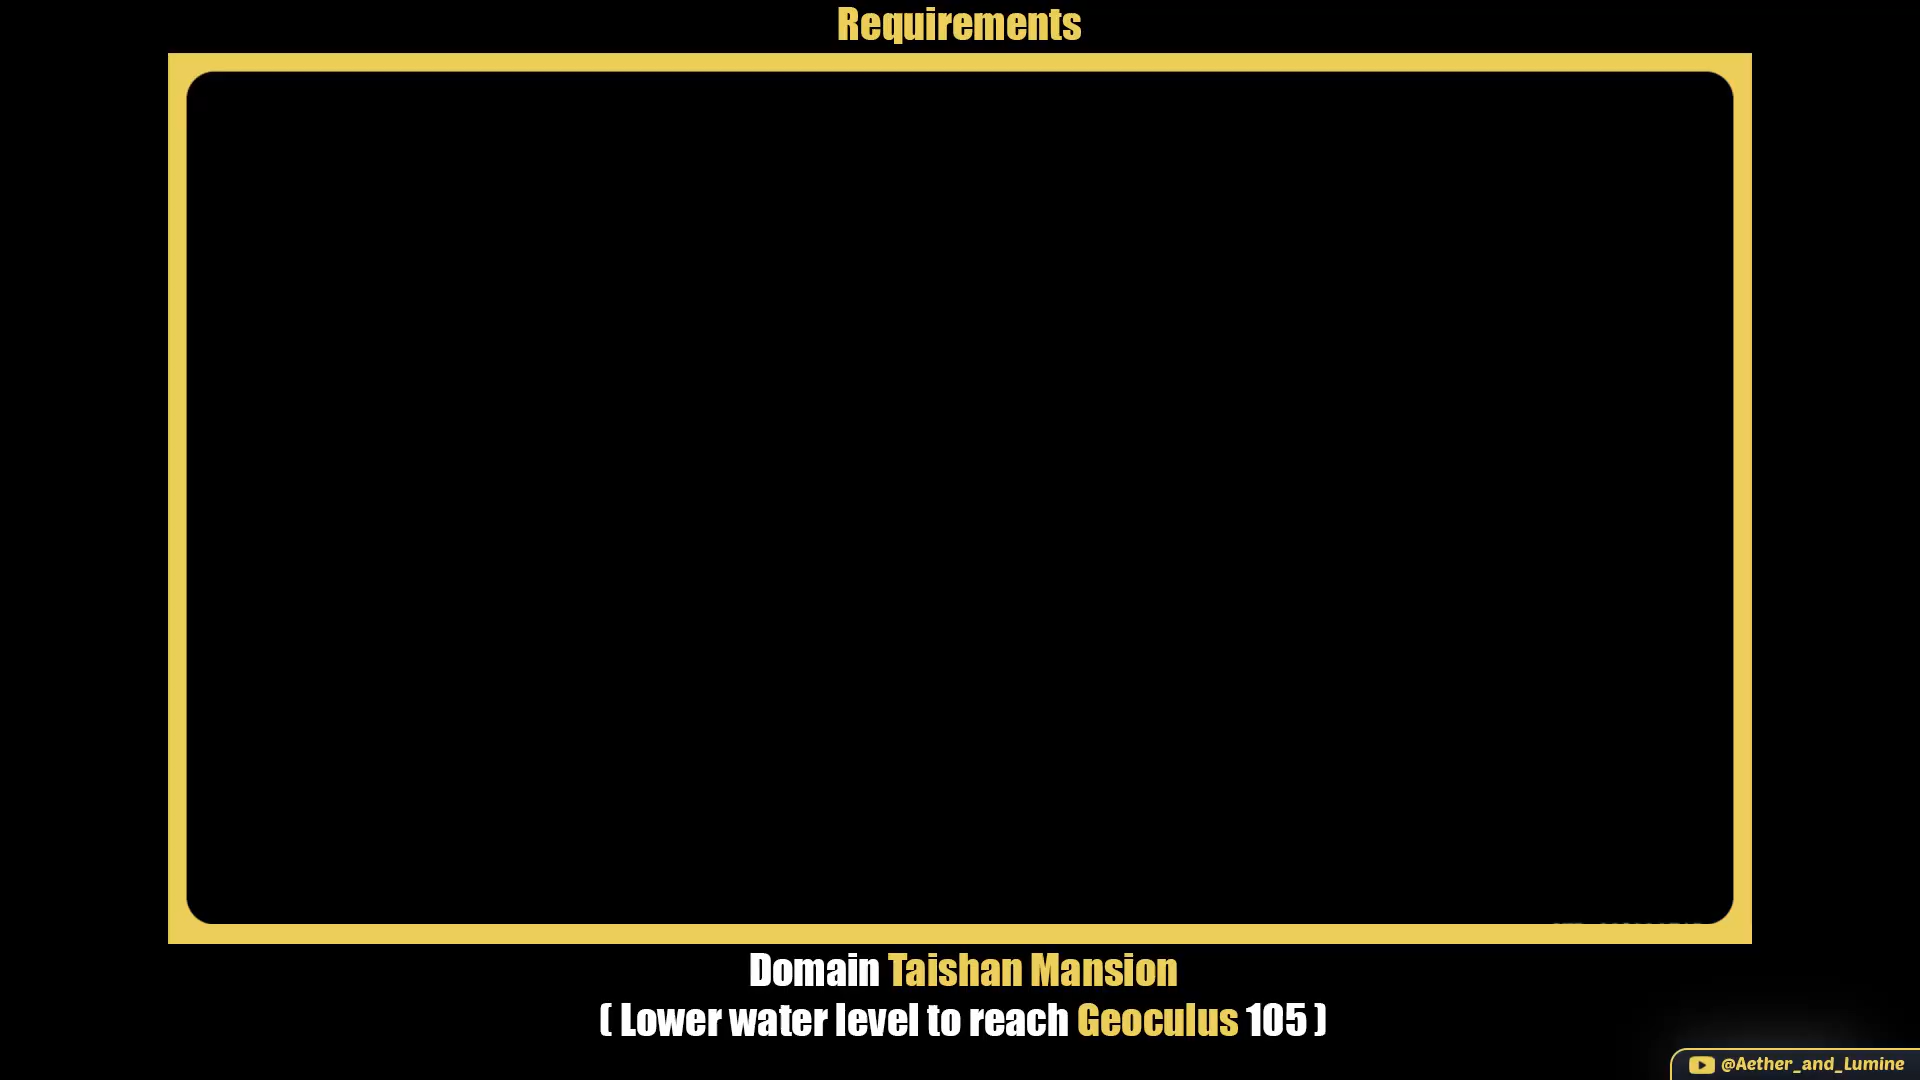 Requirements
Domain Taishan Mansion
( Lower water level to reach Geoculus 105 )
@Aether_and_Lumine